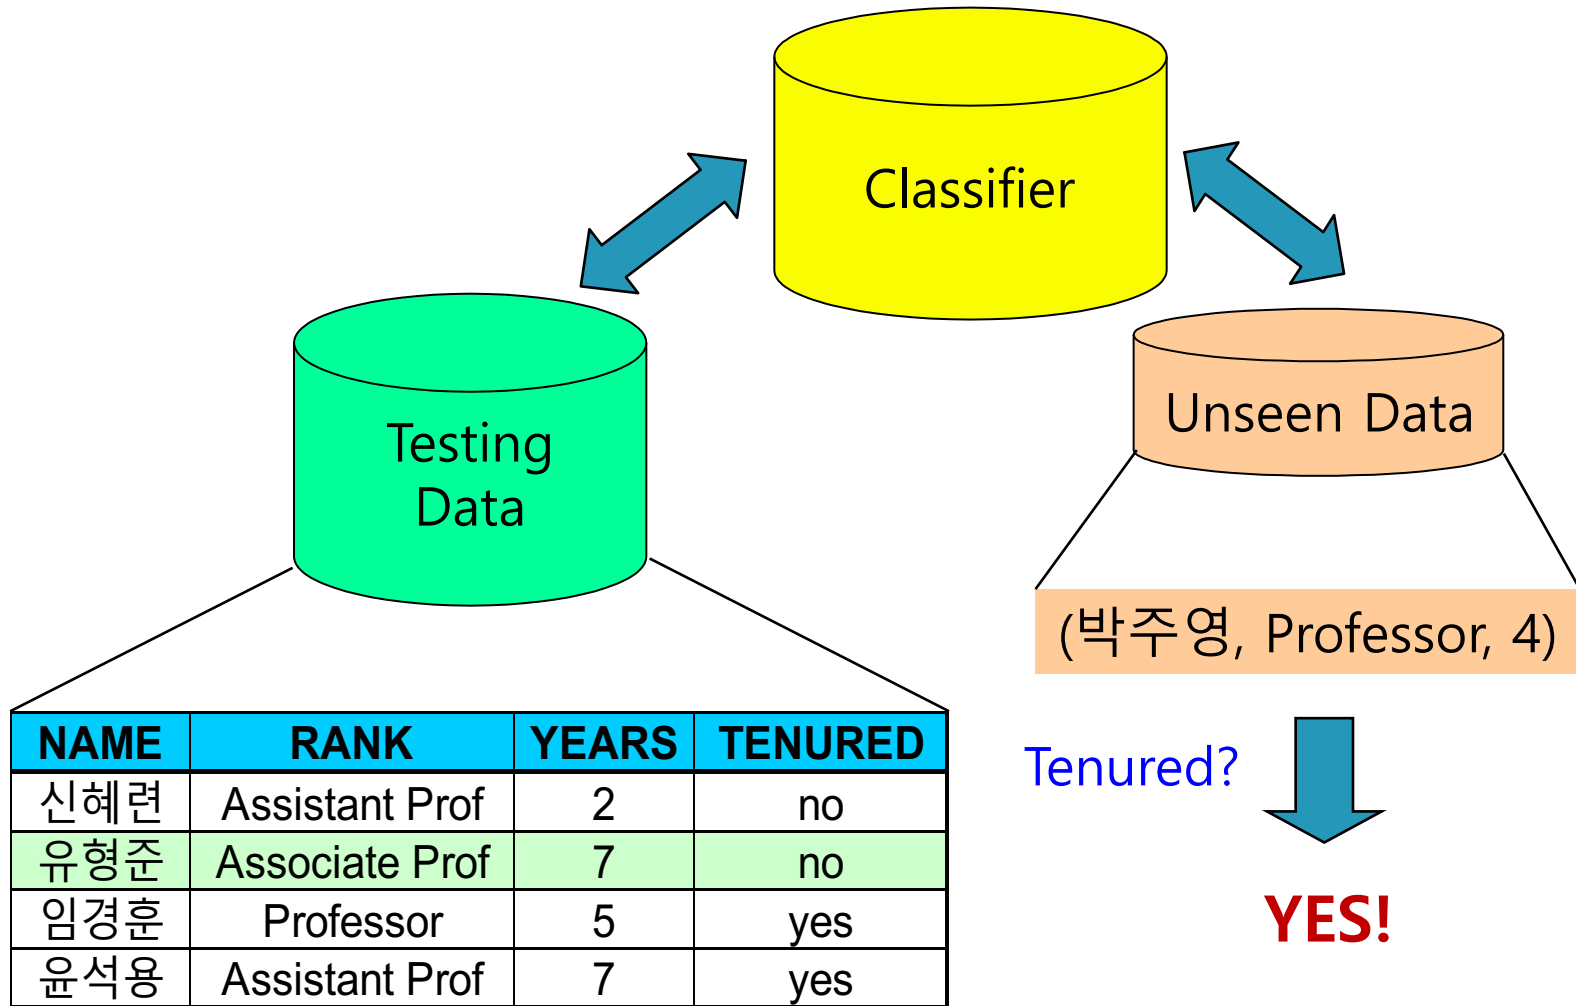 Classifier
Testing
Data
Unseen Data
(박주영, Professor, 4)
NAME RANK YEARS TENURED
신혜련 Assistant Prof 2 no
유형준 Associate Prof 7 no
임경훈 Professor 5 yes
윤석용 Assistant Prof 7 yes
Tenured?
YES!